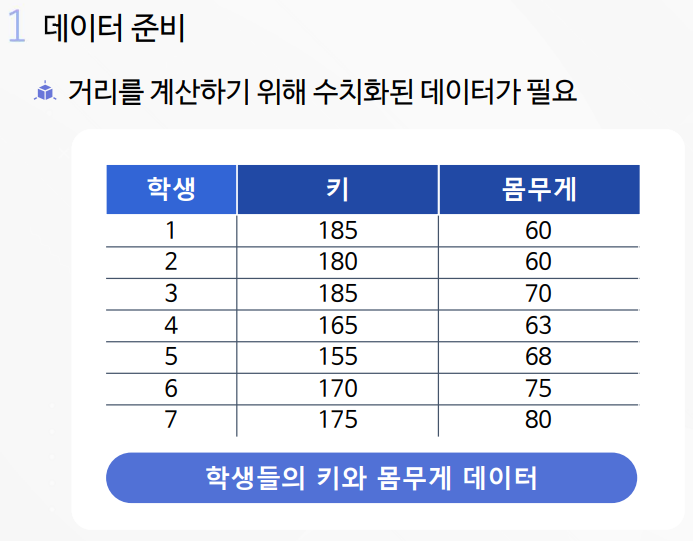 1 데이터 준비
거리를 계산하기 위해 수치화된 데이터가 필요
학생 키 몸무게
1 185 60
2 180 60
3 185 70
4 165 63
5 155 68
6 170 75
7 175 80
학생들의 키와 몸무게 데이터